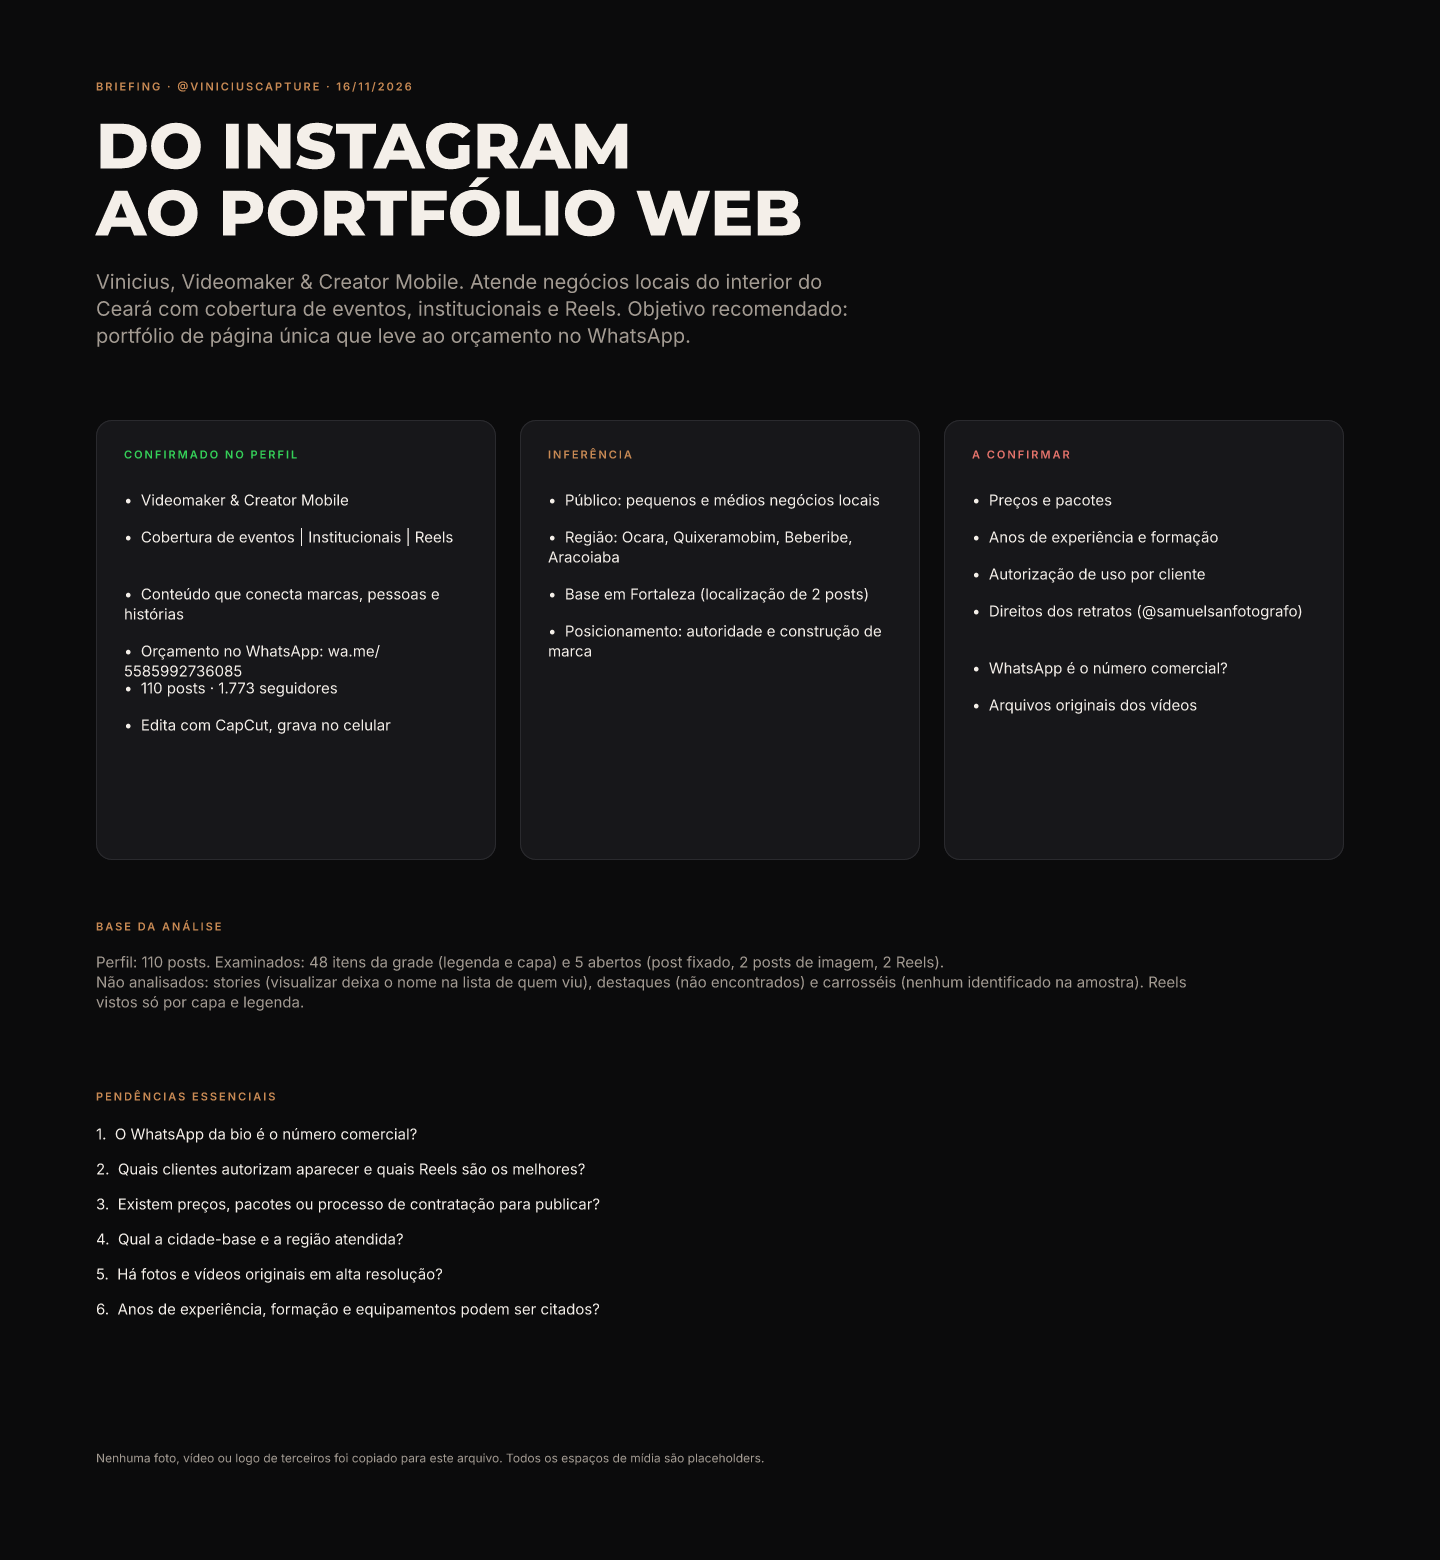 BRIEFING · @VINICIUSCAPTURE · 16/11/2026
DO INSTAGRAM
AO PORTFÓLIO WEB
Vinicius, Videomaker & Creator Mobile. Atende negócios locais do interior do
Ceará com cobertura de eventos, institucionais e Reels. Objetivo recomendado:
portfólio de página única que leve ao orçamento no WhatsApp.
CONFIRMADO NO PERFIL
• Videomaker & Creator Mobile
• Cobertura de eventos | Institucionais | Reels
• Conteúdo que conecta marcas, pessoas e
histórias
• Orçamento no WhatsApp: wa.me/
5585992736085
• 110 posts · 1.773 seguidores
• Edita com CapCut, grava no celular
INFERÊNCIA
• Público: pequenos e médios negócios locais
• Região: Ocara, Quixeramobim, Beberibe,
Aracoiaba
• Base em Fortaleza (localização de 2 posts)
• Posicionamento: autoridade e construção de
marca
A CONFIRMAR
• Preços e pacotes
• Anos de experiência e formação
• Autorização de uso por cliente
• Direitos dos retratos (@samuelsanfotografo)
• WhatsApp é o número comercial?
• Arquivos originais dos vídeos
BASE DA ANÁLISE
Perfil: 110 posts. Examinados: 48 itens da grade (legenda e capa) e 5 abertos (post fixado, 2 posts de imagem, 2 Reels).
Não analisados: stories (visualizar deixa o nome na lista de quem viu), destaques (não encontrados) e carrosséis (nenhum identificado na amostra). Reels
vistos só por capa e legenda.
PENDÊNCIAS ESSENCIAIS
1. O WhatsApp da bio é o número comercial?
2. Quais clientes autorizam aparecer e quais Reels são os melhores?
3. Existem preços, pacotes ou processo de contratação para publicar?
4. Qual a cidade-base e a região atendida?
5. Há fotos e vídeos originais em alta resolução?
6. Anos de experiência, formação e equipamentos podem ser citados?
Nenhuma foto, vídeo ou logo de terceiros foi copiado para este arquivo. Todos os espaços de mídia são placeholders.